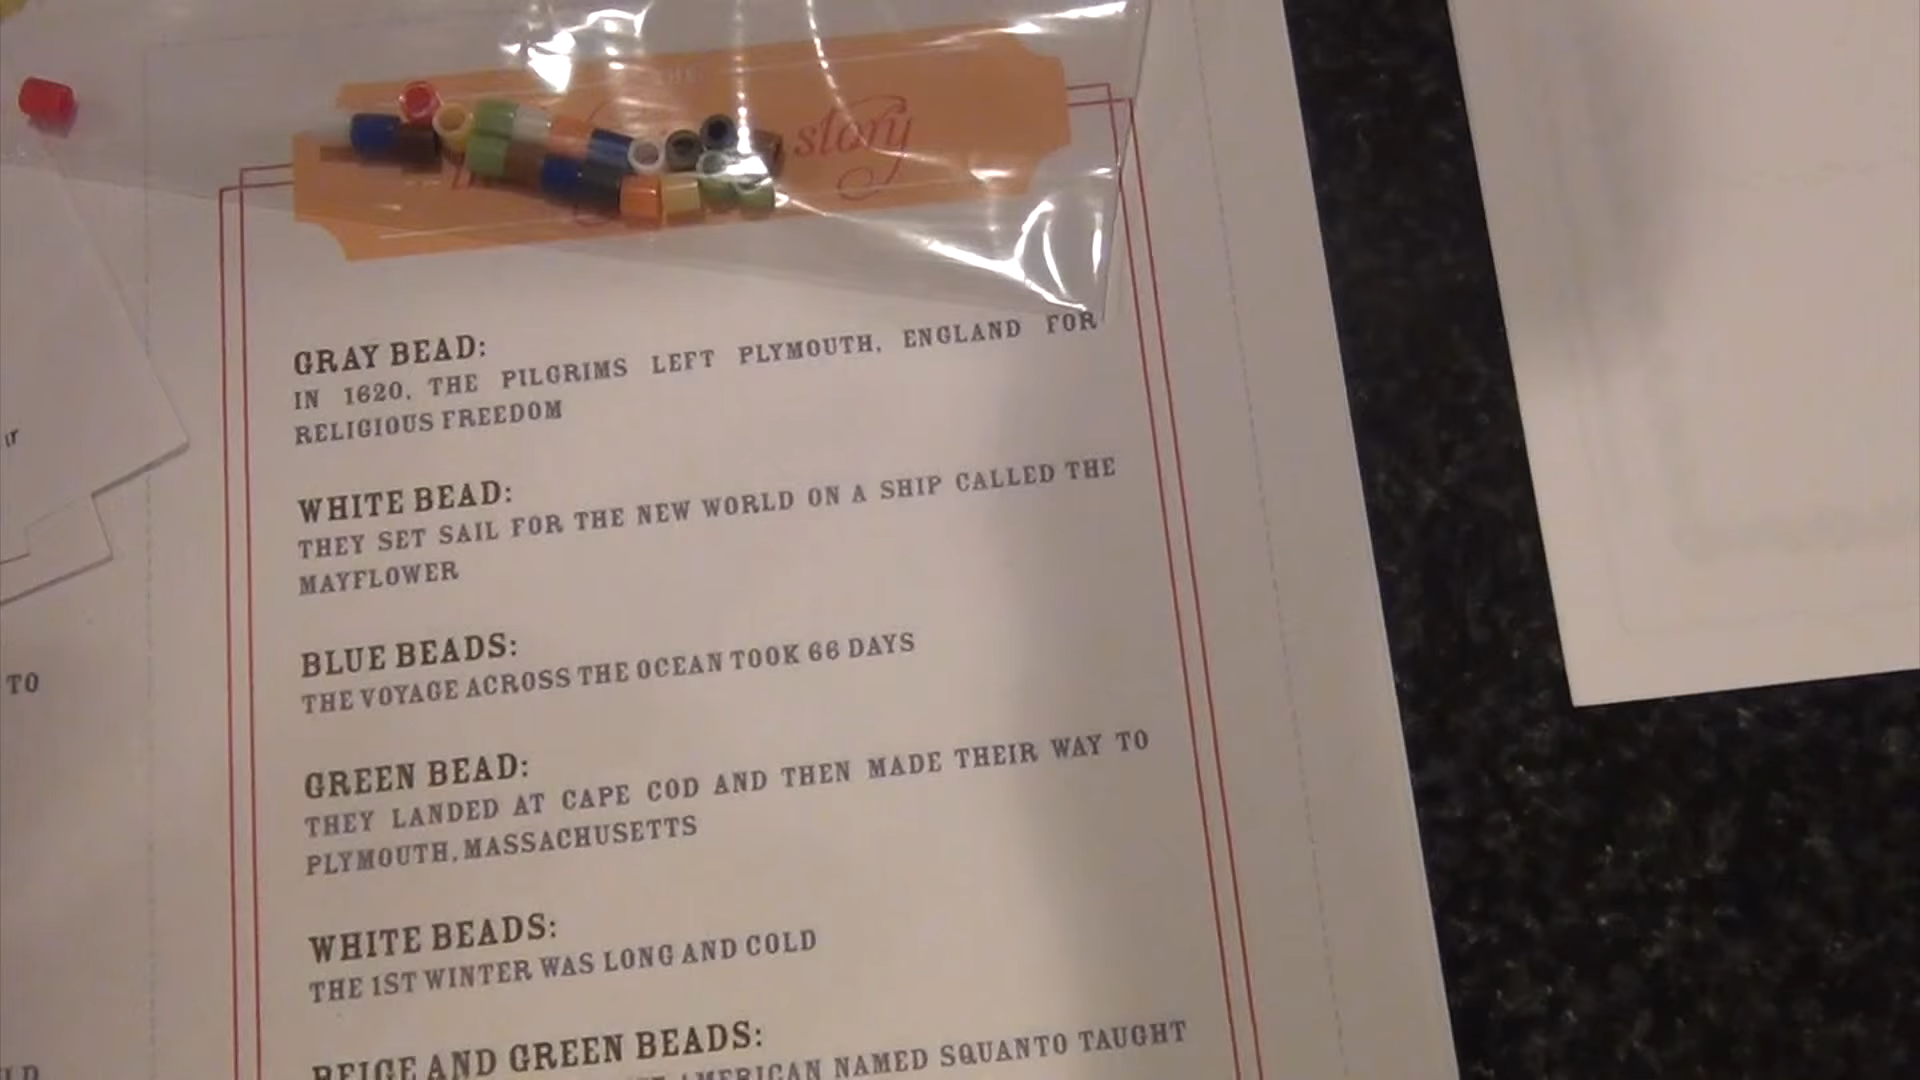 story
GRAY BEAD:
IN 1620, THE PILGRIMS LEFT PLYMOUTH, ENGLAND FOR
RELIGIOUS FREEDOM
WHITE BEAD:
THEY SET SAIL FOR THE NEW WORLD ON A SHIP CALLED THE
MAYFLOWER
BLUE BEADS:
THE VOYAGE ACROSS THE OCEAN TOOK 66 DAYS
TO
GREEN BEAD:
THEY LANDED AT CAPE COD AND THEN MADE THEIR WAY TO
PLYMOUTH, MASSACHUSETTS
WHITE BEADS:
THE 1ST WINTER WAS LONG AND COLD
BEIGE AND GREEN BEADS:
AMERICAN NAMED SQUANTO TAUGHT